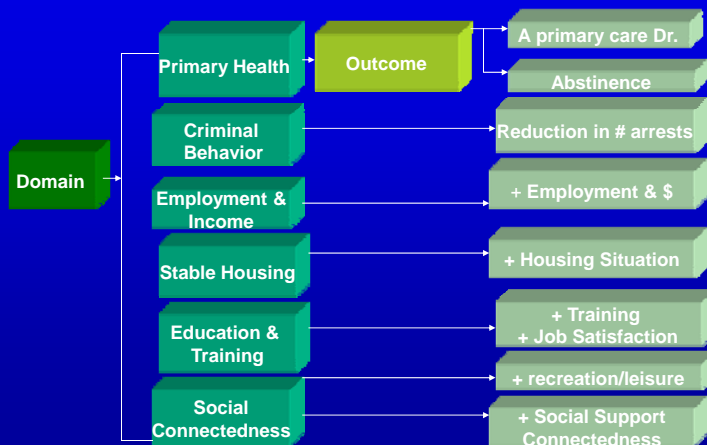 Domain
Primary Health
Outcome
A primary care Dr.
Abstinence
Criminal
Behavior
Reduction in # arrests
Employment &
Income
+ Employment & $
Stable Housing
+ Housing Situation
Education &
Training
+ Training
+ Job Satisfaction
Social
Connectedness
+ recreation/leisure
+ Social Support
Connectedness